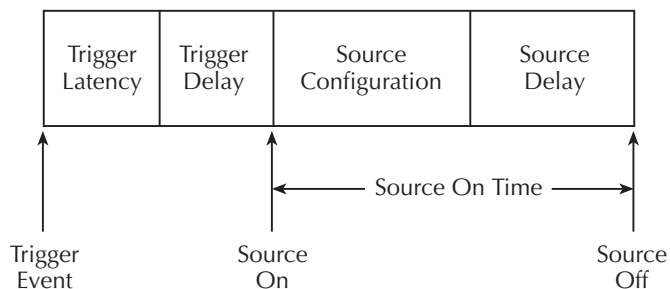 Trigger
Latency
Trigger
Delay
Source
Configuration
Source
Delay
Source On Time
Trigger
Event
Source
On
Source
Off